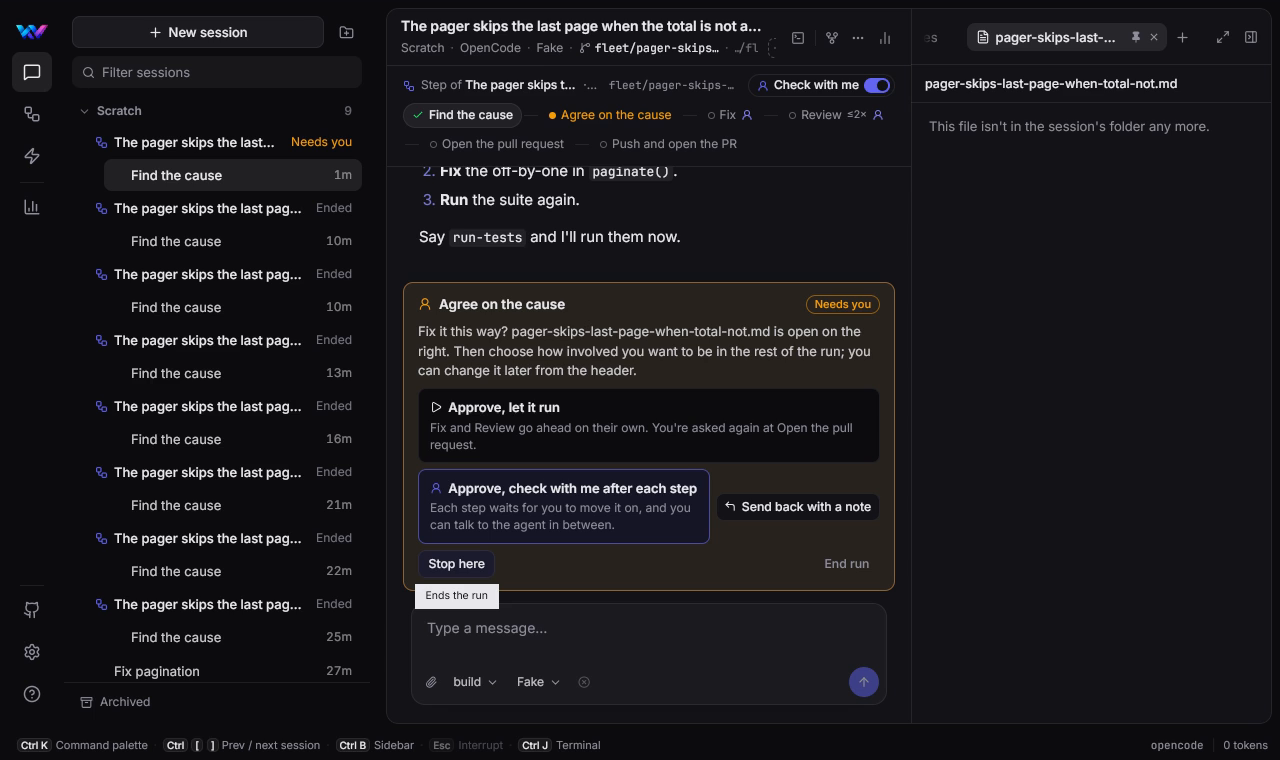 New session
Filter sessions
Scratch 9
The pager skips the last... Needs you
Find the cause 1m
The pager skips the last pag... Ended
Find the cause 10m
The pager skips the last pag... Ended
Find the cause 10m
The pager skips the last pag... Ended
Find the cause 13m
The pager skips the last pag... Ended
Find the cause 16m
The pager skips the last pag... Ended
Find the cause 21m
The pager skips the last pag... Ended
Find the cause 22m
The pager skips the last pag... Ended
Find the cause 25m
Fix pagination 27m
Archived
The pager skips the last page when the total is not a...
Scratch · OpenCode · Fake · fleet/pager-skips… · …/fl
Step of The pager skips t... ·... fleet/pager-skips-…
Check with me
Find the cause
Agree on the cause
Fix
Review ≤2×
Open the pull request
Push and open the PR
2. Fix the off-by-one in paginate().
3. Run the suite again.
Say run-tests and I'll run them now.
Agree on the cause
Needs you
Fix it this way? pager-skips-last-page-when-total-not.md is open on the
right. Then choose how involved you want to be in the rest of the run; you
can change it later from the header.
Approve, let it run
Fix and Review go ahead on their own. You're asked again at Open the pull
request.
Approve, check with me after each step
Each step waits for you to move it on, and you
can talk to the agent in between.
Send back with a note
Stop here
End run
Ends the run
Type a message...
build
Fake
es
pager-skips-last-...
pager-skips-last-page-when-total-not.md
This file isn't in the session's folder any more.
Ctrl K Command palette · Ctrl [ ] Prev / next session · Ctrl B Sidebar · Esc Interrupt · Ctrl J Terminal
opencode
0 tokens